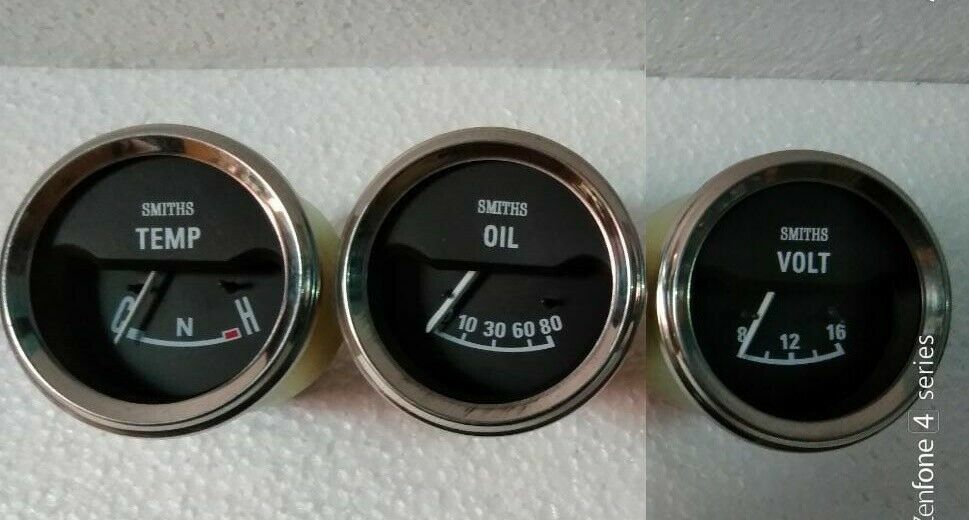 SMITHS
TEMP
C N H
SMITHS
OIL
10 30 60 80
SMITHS
VOLT
8 12 16
Zenfone 4 series